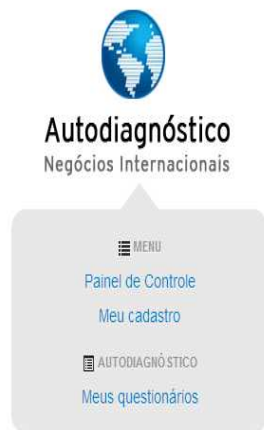 Autodiagnóstico
Negócios Internacionais
MENU
Painel de Controle
Meu cadastro
AUTODIAGNÓSTICO
Meus questionários